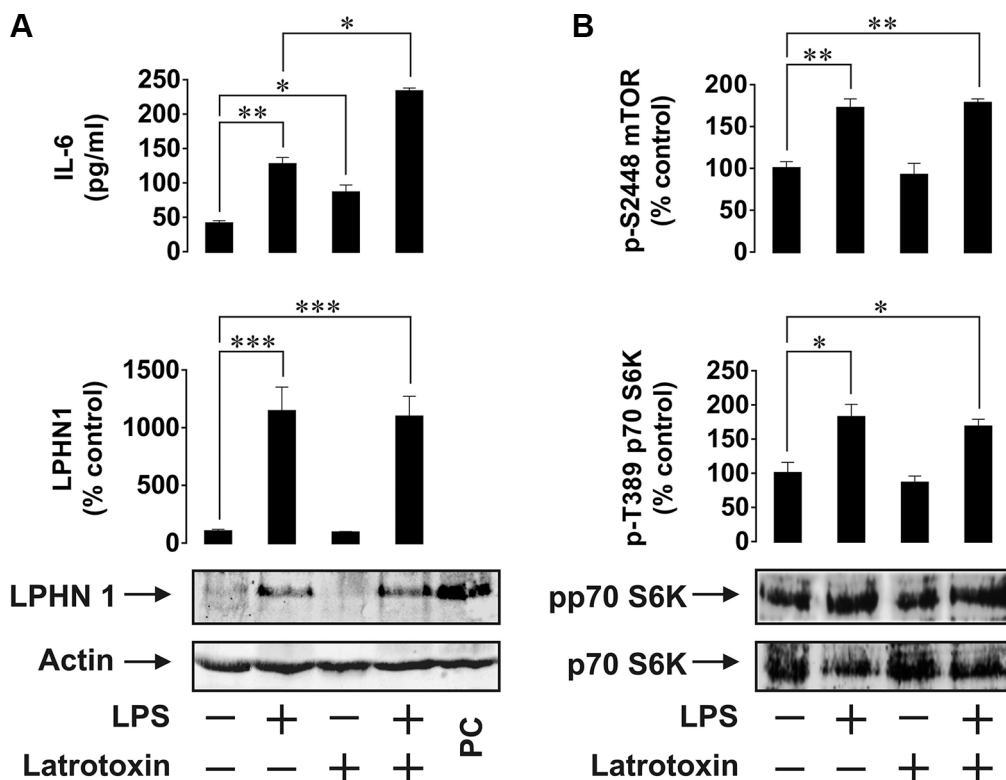 A
*
*
**
IL-6
(pg/ml)
250
200
150
100
50
0
***
***
LPHN1
(% control)
1500
1000
500
0
LPHN 1
Actin
LPS − + − +
Latrotoxin − − + +
PC
B
**
**
p-S2448 mTOR
(% control)
200
150
100
50
0
*
*
p-T389 p70 S6K
(% control)
250
200
150
100
50
0
pp70 S6K
p70 S6K
LPS − + − +
Latrotoxin − − + +